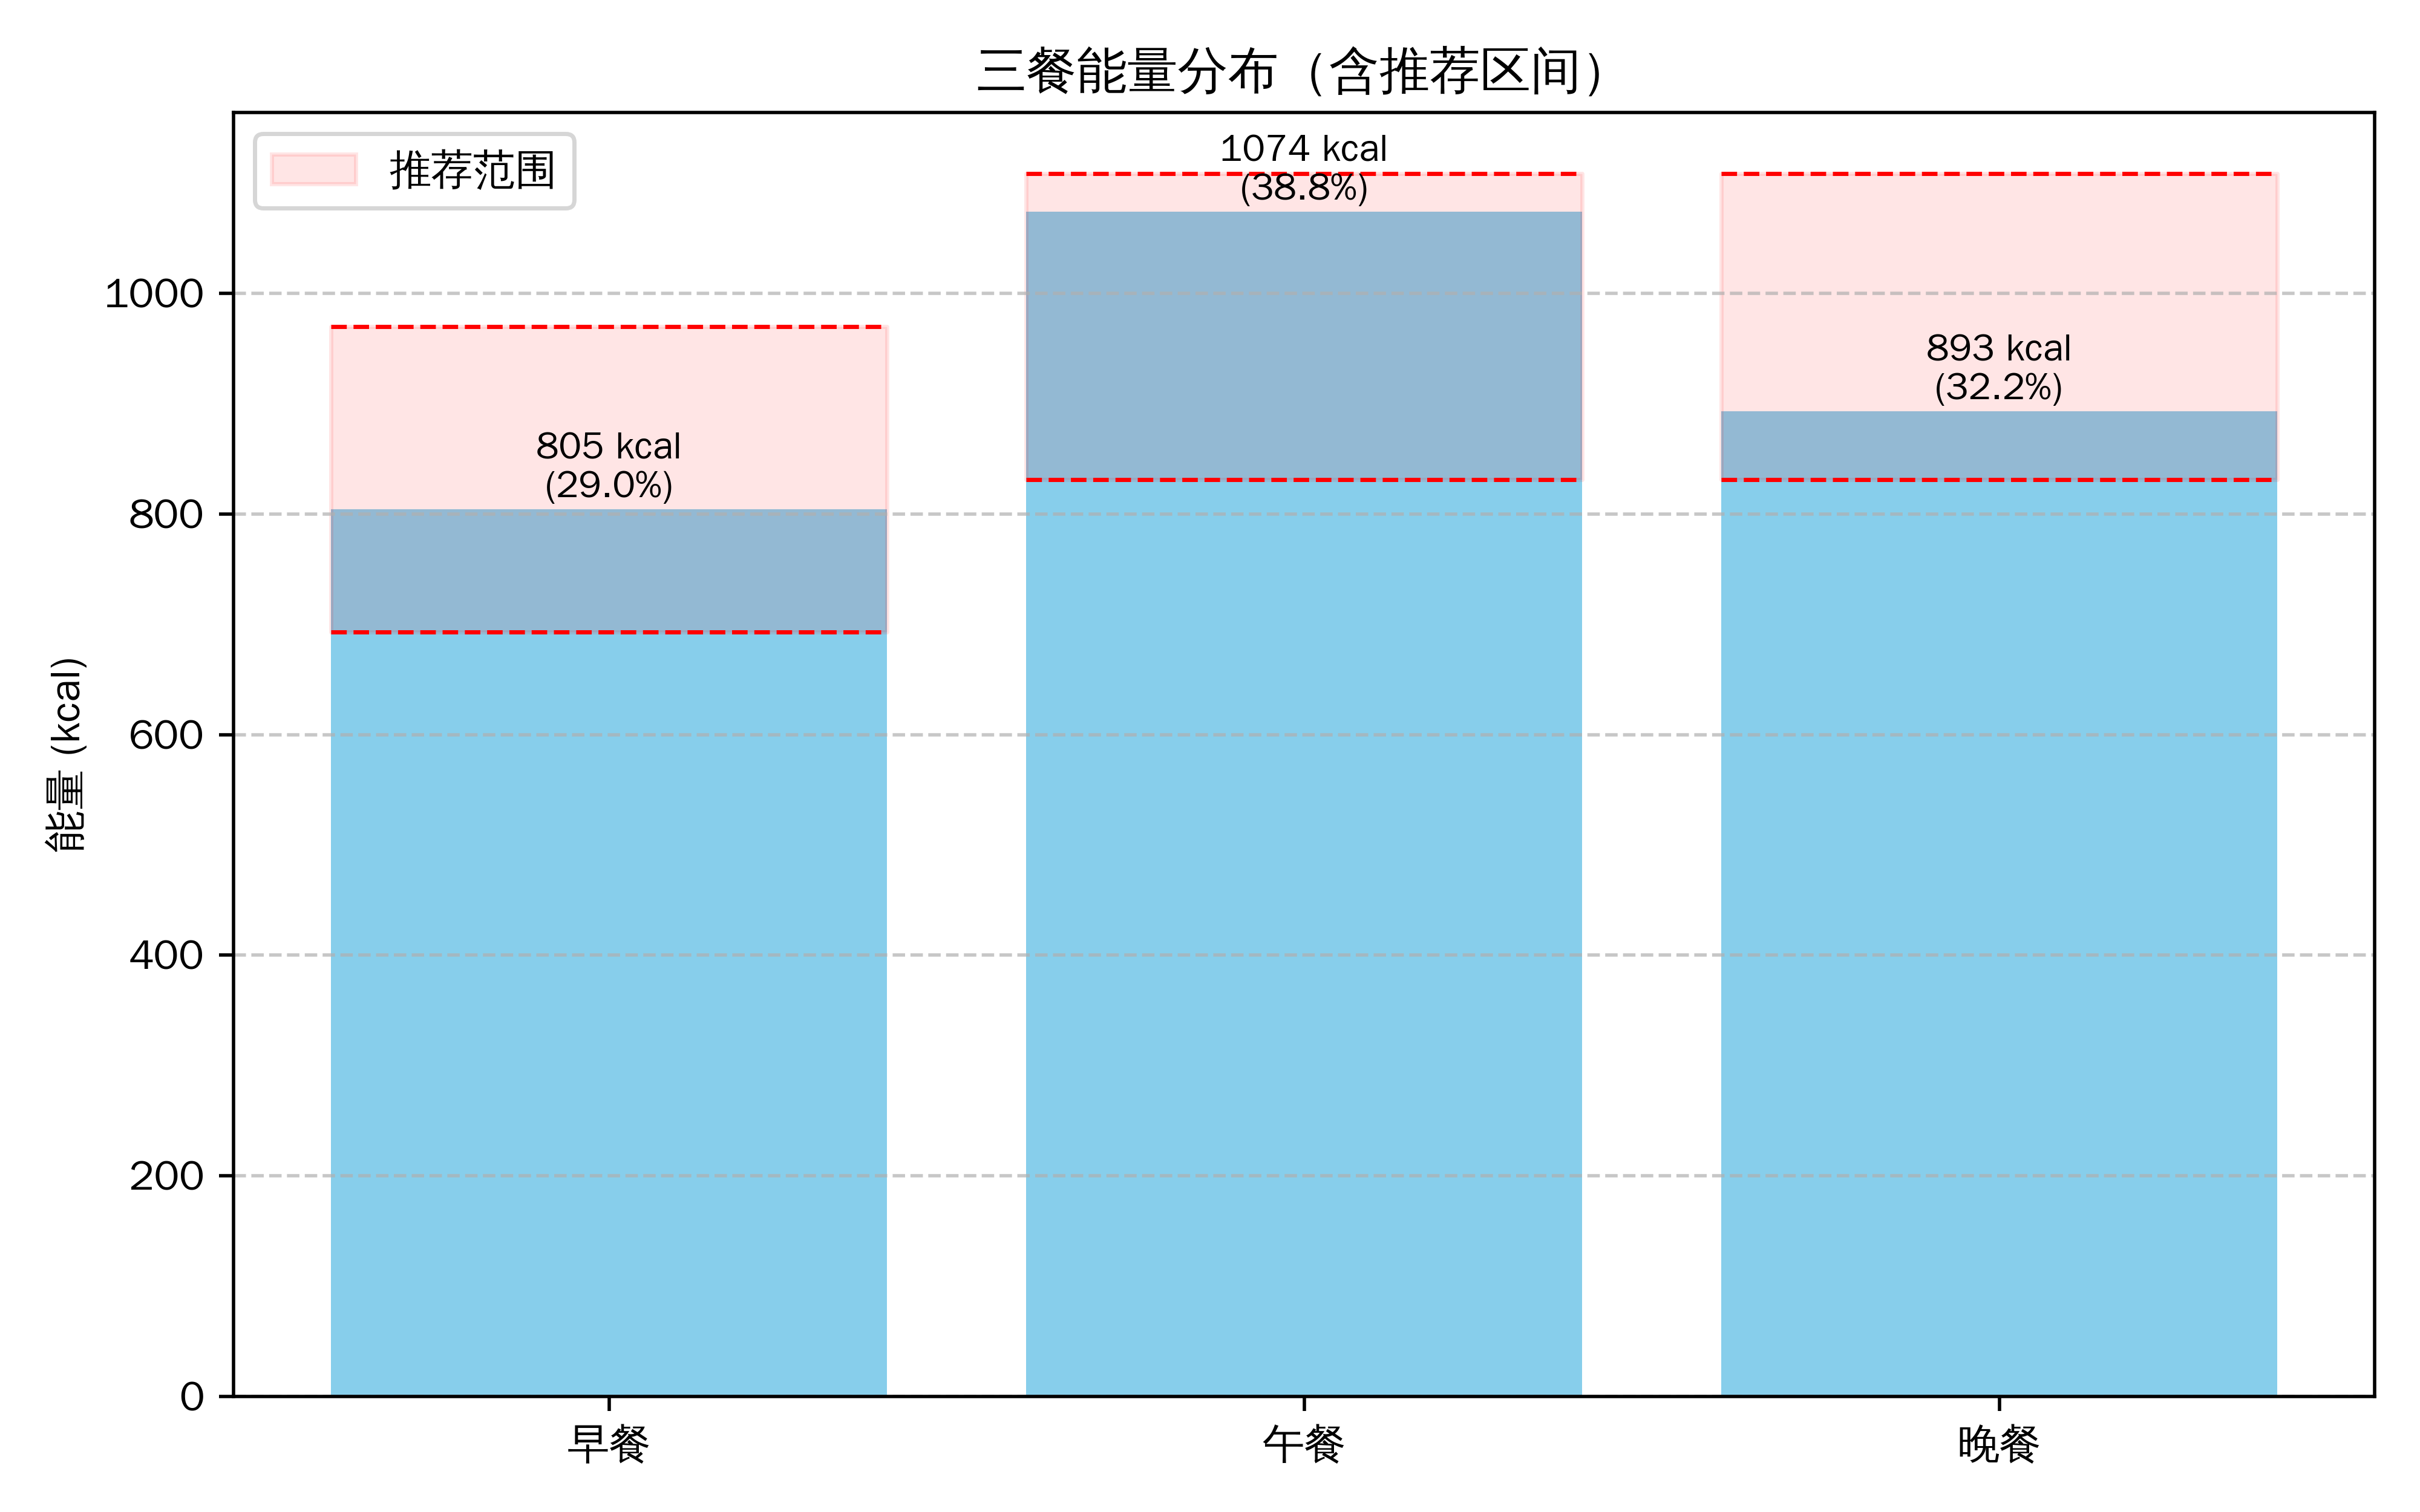 三餐能量分布（含推荐区间）
推荐范围
1074 kcal
(38.8%)
893 kcal
(32.2%)
805 kcal
(29.0%)
能量 (kcal)
1000
800
600
400
200
0
早餐
午餐
晚餐